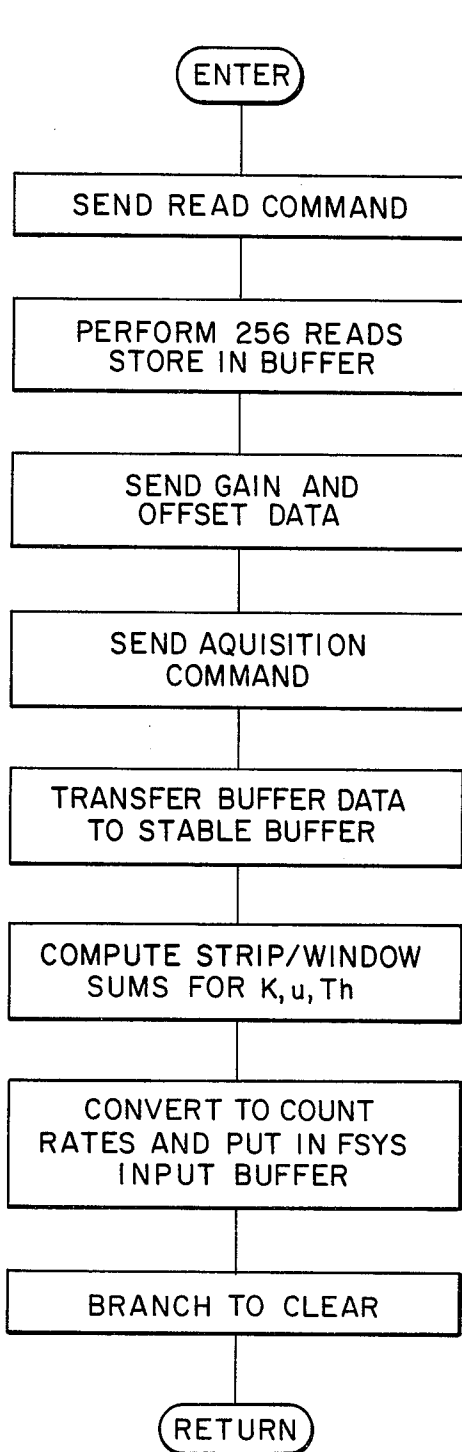 ENTER
SEND READ COMMAND
PERFORM 256 READS
STORE IN BUFFER
SEND GAIN AND
OFFSET DATA
SEND AQUISITION
COMMAND
TRANSFER BUFFER DATA
TO STABLE BUFFER
COMPUTE STRIP/WINDOW
SUMS FOR K, u, Th
CONVERT TO COUNT
RATES AND PUT IN FSYS
INPUT BUFFER
BRANCH TO CLEAR
RETURN